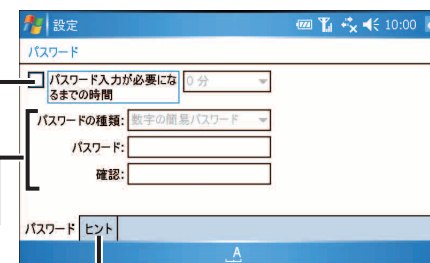 設定 10:00
パスワード
パスワード入力が必要にな
るまでの時間
0 分
パスワードの種類: 数字の簡易パスワード
パスワード:
確認:
パスワード ヒント
A